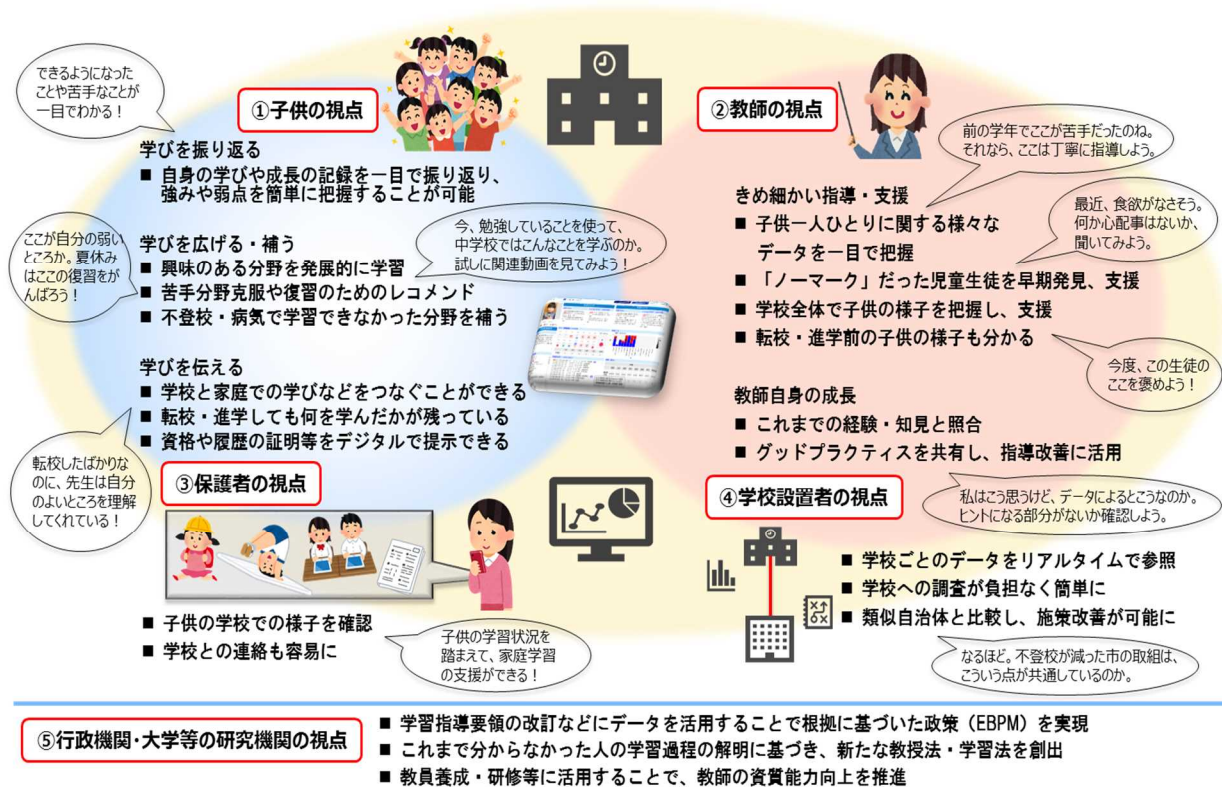 できるようになった
ことや苦手なことが
一目でわかる！
①子供の視点
学びを振り返る
■ 自身の学びや成長の記録を一目で振り返り、
強みや弱点を簡単に把握することが可能
ここが自分の弱い
ところか。夏休み
はここの復習をが
んばろう！
学びを広げる・補う
■ 興味のある分野を発展的に学習
■ 苦手分野克服や復習のためのレコメンド
■ 不登校・病気で学習できなかった分野を補う
今、勉強していることを使って、
中学校ではこんなことを学ぶのか。
試しに関連動画を見てみよう！
学びを伝える
■ 学校と家庭での学びなどをつなぐことができる
■ 転校・進学しても何を学んだかが残っている
■ 資格や履歴の証明等をデジタルで提示できる
転校したばかりな
のに、先生は自分
のよいところを理解
してくれている！
②教師の視点
前の学年でここが苦手だったのね。
それなら、ここは丁寧に指導しよう。
きめ細かい指導・支援
■ 子供一人ひとりに関する様々な
データを一目で把握
■ 「ノーマーク」だった児童生徒を早期発見、支援
■ 学校全体で子供の様子を把握し、支援
■ 転校・進学前の子供の様子も分かる
最近、食欲がなさそう。
何か心配事はないか、
聞いてみよう。
今度、この生徒の
ここを褒めよう！
教師自身の成長
■ これまでの経験・知見と照合
■ グッドプラクティスを共有し、指導改善に活用
私はこう思うけど、データによるとこうなのか。
ヒントになる部分がないか確認しよう。
③保護者の視点
■ 子供の学校での様子を確認
■ 学校との連絡も容易に
子供の学習状況を
踏まえて、家庭学習
の支援ができる！
④学校設置者の視点
■ 学校ごとのデータをリアルタイムで参照
■ 学校への調査が負担なく簡単に
■ 類似自治体と比較し、施策改善が可能に
なるほど。不登校が減った市の取組は、
こういう点が共通しているのか。
⑤行政機関・大学等の研究機関の視点
■ 学習指導要領の改訂などにデータを活用することで根拠に基づいた政策（EBPM）を実現
■ これまで分からなかった人の学習過程の解明に基づき、新たな教授法・学習法を創出
■ 教員養成・研修等に活用することで、教師の資質能力向上を推進